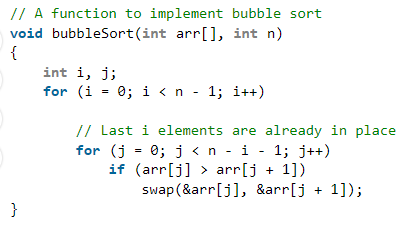 // A function to implement bubble sort
void bubbleSort(int arr[], int n)
{
    int i, j;
    for (i = 0; i < n - 1; i++)

        // Last i elements are already in place
        for (j = 0; j < n - i - 1; j++)
            if (arr[j] > arr[j + 1])
                swap(&arr[j], &arr[j + 1]);
}